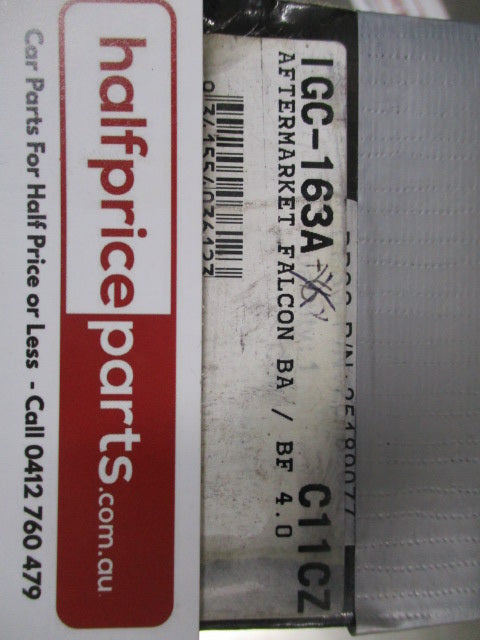 IGC-163A C11CZ
AFTERMARKET FALCON BA / BF 4.0
halfpriceparts.com.au
Car Parts For Half Price or Less - Call 0412 760 479